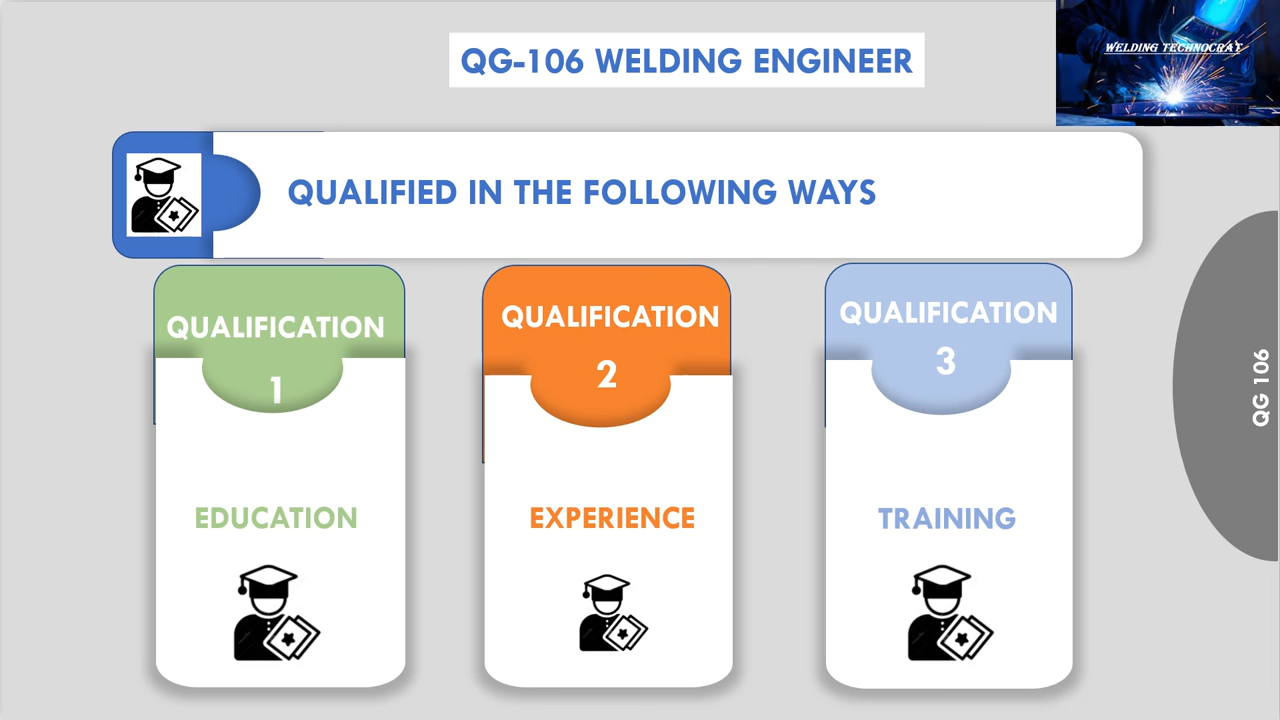 QG-106 WELDING ENGINEER
WELDING TECHNOCRAT
QUALIFIED IN THE FOLLOWING WAYS
QUALIFICATION
1
EDUCATION
QUALIFICATION
2
EXPERIENCE
QUALIFICATION
3
TRAINING
QG 106